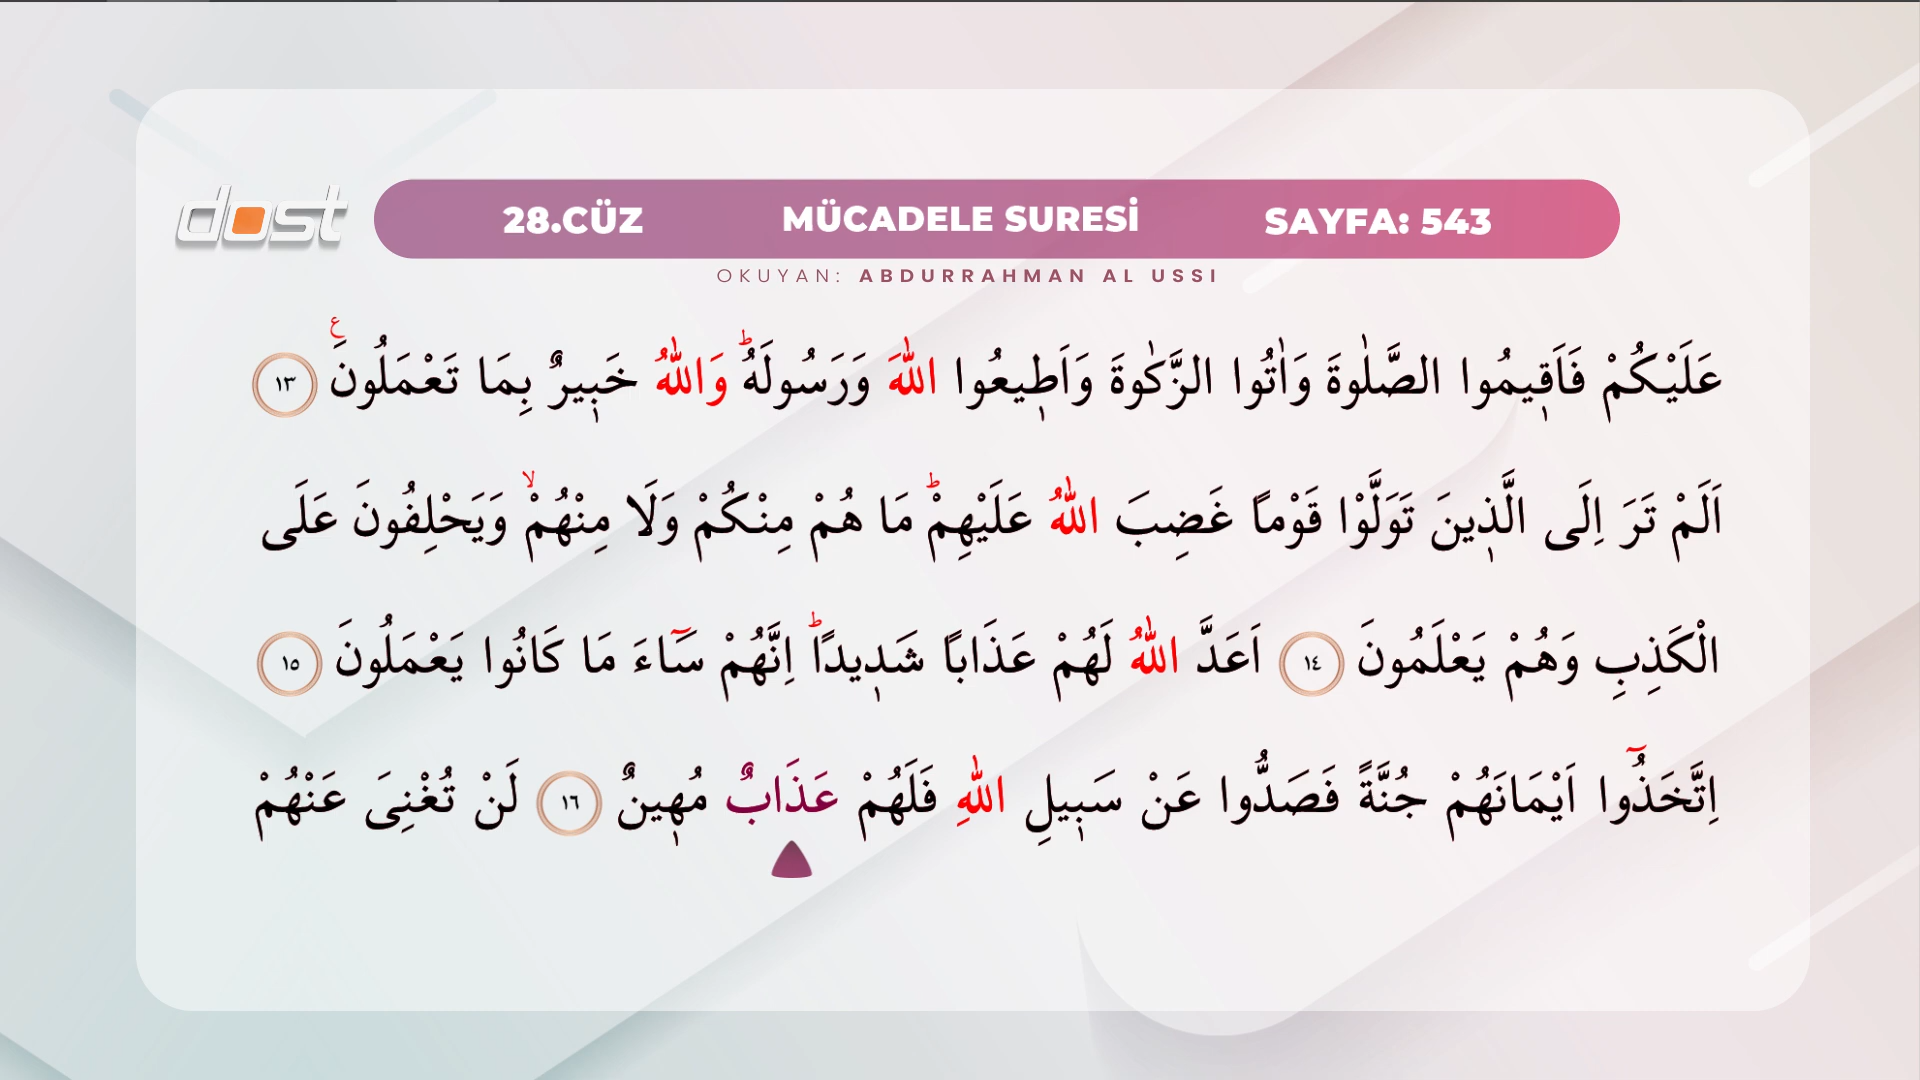 dost
28.CÜZ MÜCADELE SURESİ SAYFA: 543
OKUYAN: ABDURRAHMAN AL USSI
عَلَيْكُمْ فَاَق۪يمُوا الصَّلٰوةَ وَاٰتُوا الزَّكٰوةَ وَاَط۪يعُوا اللّٰهَ وَرَسُولَهُۜ وَاللّٰهُ خَب۪يرٌ بِمَا تَعْمَلُونَ۟ ١٣
اَلَمْ تَرَ اِلَى الَّذ۪ينَ تَوَلَّوْا قَوْماً غَضِبَ اللّٰهُ عَلَيْهِمْۜ مَا هُمْ مِنْكُمْ وَلَا مِنْهُمْۙ وَيَحْلِفُونَ عَلَى
الْكَذِبِ وَهُمْ يَعْلَمُونَ ١٤ اَعَدَّ اللّٰهُ لَهُمْ عَذَاباً شَد۪يداًۜ اِنَّهُمْ سَٓاءَ مَا كَانُوا يَعْمَلُونَ ١٥
اِتَّخَذُٓوا اَيْمَانَهُمْ جُنَّةً فَصَدُّوا عَنْ سَب۪يلِ اللّٰهِ فَلَهُمْ عَذَابٌ مُه۪ينٌ ١٦ لَنْ تُغْنِىَ عَنْهُمْ